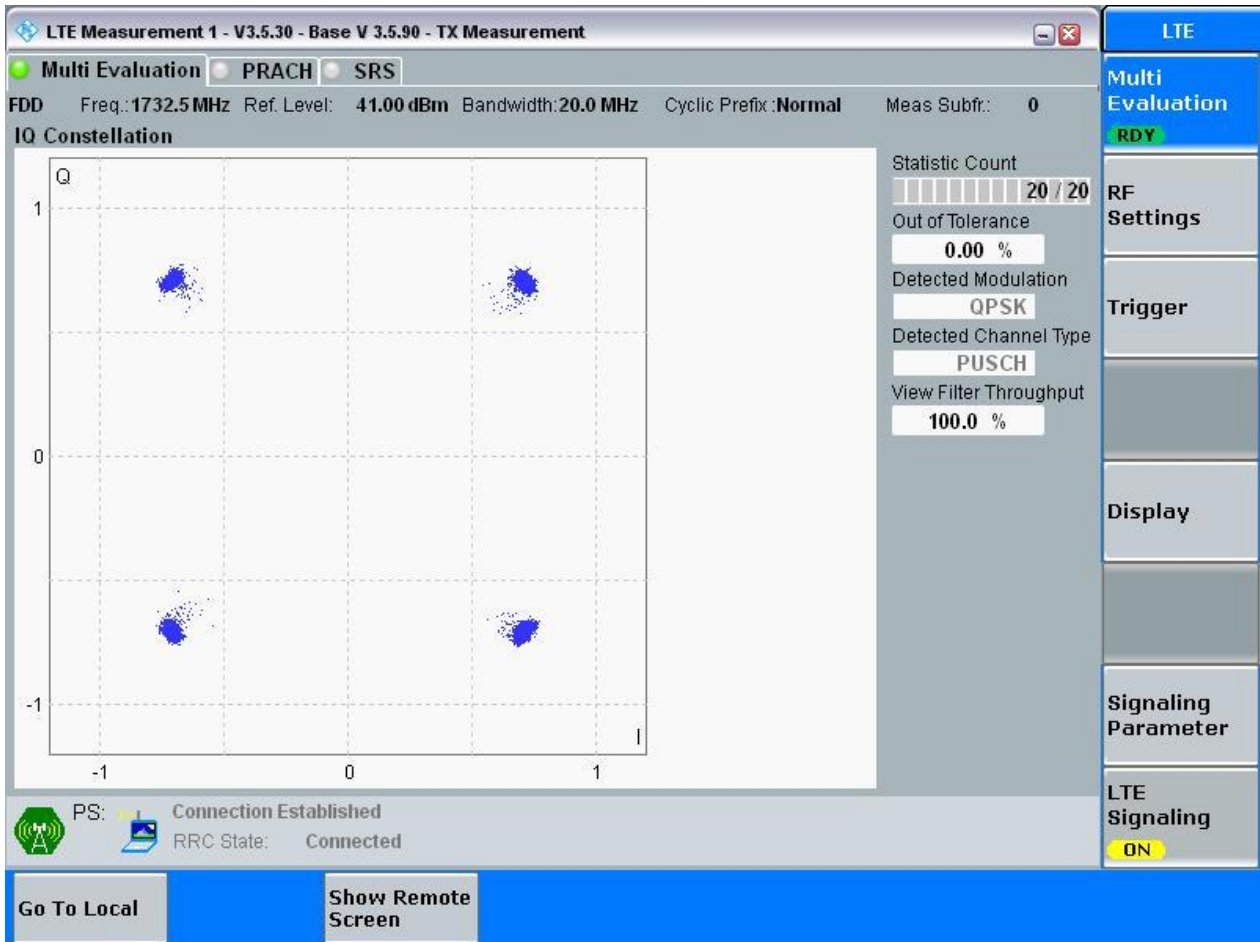 LTE Measurement 1 - V3.5.30 - Base V 3.5.90 - TX Measurement
LTE
Multi Evaluation PRACH SRS
FDD Freq.: 1732.5 MHz Ref. Level: 41.00 dBm Bandwidth: 20.0 MHz Cyclic Prefix : Normal Meas Subfr.: 0
IQ Constellation
Q
1
0
-1
I
-1 0 1
Statistic Count
20 / 20
Out of Tolerance
0.00 %
Detected Modulation
QPSK
Detected Channel Type
PUSCH
View Filter Throughput
100.0 %
Multi
Evaluation
RDY
RF
Settings
Trigger
Display
Signaling
Parameter
LTE
Signaling
ON
PS: Connection Established
RRC State: Connected
Go To Local
Show Remote
Screen